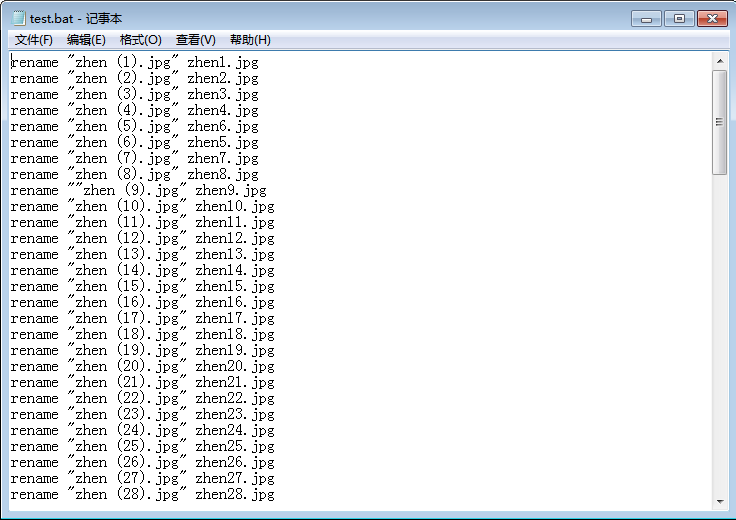 test.bat - 记事本
文件(F) 编辑(E) 格式(O) 查看(V) 帮助(H)
rename "zhen (1).jpg" zhen1.jpg
rename "zhen (2).jpg" zhen2.jpg
rename "zhen (3).jpg" zhen3.jpg
rename "zhen (4).jpg" zhen4.jpg
rename "zhen (5).jpg" zhen6.jpg
rename "zhen (6).jpg" zhen5.jpg
rename "zhen (7).jpg" zhen7.jpg
rename "zhen (8).jpg" zhen8.jpg
rename ""zhen (9).jpg" zhen9.jpg
rename "zhen (10).jpg" zhen10.jpg
rename "zhen (11).jpg" zhen11.jpg
rename "zhen (12).jpg" zhen12.jpg
rename "zhen (13).jpg" zhen13.jpg
rename "zhen (14).jpg" zhen14.jpg
rename "zhen (15).jpg" zhen15.jpg
rename "zhen (16).jpg" zhen16.jpg
rename "zhen (17).jpg" zhen17.jpg
rename "zhen (18).jpg" zhen18.jpg
rename "zhen (19).jpg" zhen19.jpg
rename "zhen (20).jpg" zhen20.jpg
rename "zhen (21).jpg" zhen21.jpg
rename "zhen (22).jpg" zhen22.jpg
rename "zhen (23).jpg" zhen23.jpg
rename "zhen (24).jpg" zhen24.jpg
rename "zhen (25).jpg" zhen25.jpg
rename "zhen (26).jpg" zhen26.jpg
rename "zhen (27).jpg" zhen27.jpg
rename "zhen (28).jpg" zhen28.jpg